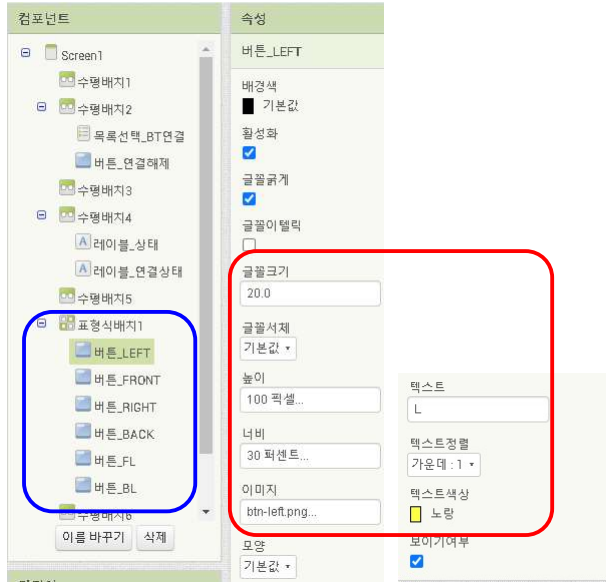 컴포넌트
Screen1
수평배치1
수평배치2
목록선택_BT연결
버튼_연결해제
수평배치3
수평배치4
레이블_상태
레이블_연결상태
수평배치5
표형식배치1
버튼_LEFT
버튼_FRONT
버튼_RIGHT
버튼_BACK
버튼_FL
버튼_BL
수평배치6
이름 바꾸기 삭제
속성
버튼_LEFT
배경색
기본값
활성화
글꼴굵게
글꼴이텔릭
글꼴크기
20.0
글꼴서체
기본값
높이
100 픽셀...
너비
30 퍼센트...
이미지
btn-left.png...
모양
기본값
텍스트
L
텍스트정렬
가운데 : 1
텍스트색상
노랑
보이기여부